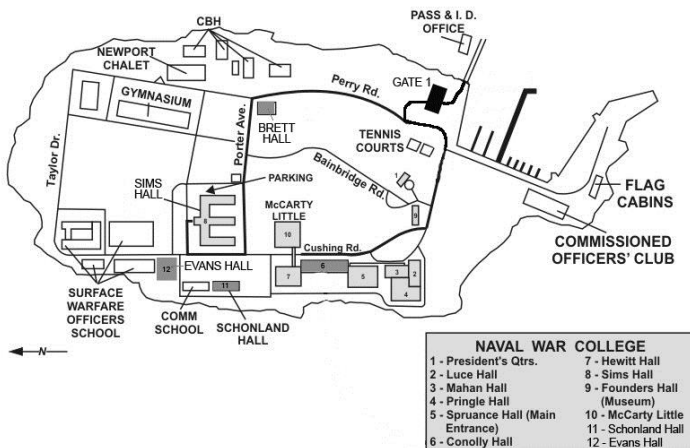 PASS & I. D.
OFFICE
CBH
NEWPORT
CHALET
GATE 1
Perry Rd.
GYMNASIUM
Porter Ave.
BRETT
HALL
TENNIS
COURTS
Taylor Dr.
Bainbridge Rd.
1
SIMS
HALL
PARKING
FLAG
CABINS
McCARTY
LITTLE
8
9
10
COMMISSIONED
OFFICERS' CLUB
Cushing Rd.
EVANS HALL
12
7
6
5
3
2
4
11
SURFACE
WARFARE
OFFICERS
SCHOOL
COMM
SCHOOL
SCHONLAND
HALL
N
NAVAL WAR COLLEGE
1 - President's Qtrs.
2 - Luce Hall
3 - Mahan Hall
4 - Pringle Hall
5 - Spruance Hall (Main
Entrance)
6 - Conolly Hall
7 - Hewitt Hall
8 - Sims Hall
9 - Founders Hall
(Museum)
10 - McCarty Little
11 - Schonland Hall
12 - Evans Hall